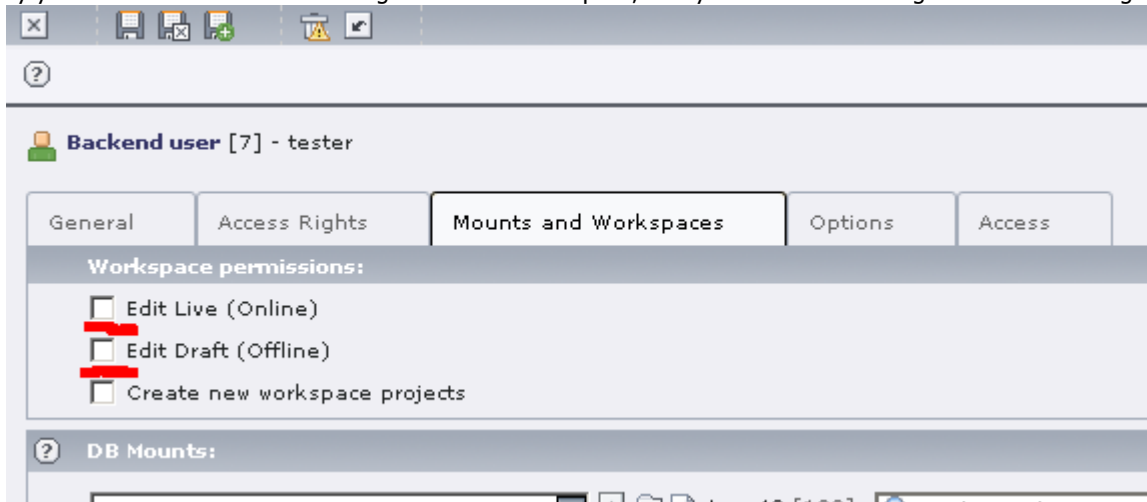 Backend user [7] - tester
General Access Rights Mounts and Workspaces Options Access
Workspace permissions:
Edit Live (Online)
Edit Draft (Offline)
Create new workspace projects
DB Mounts: